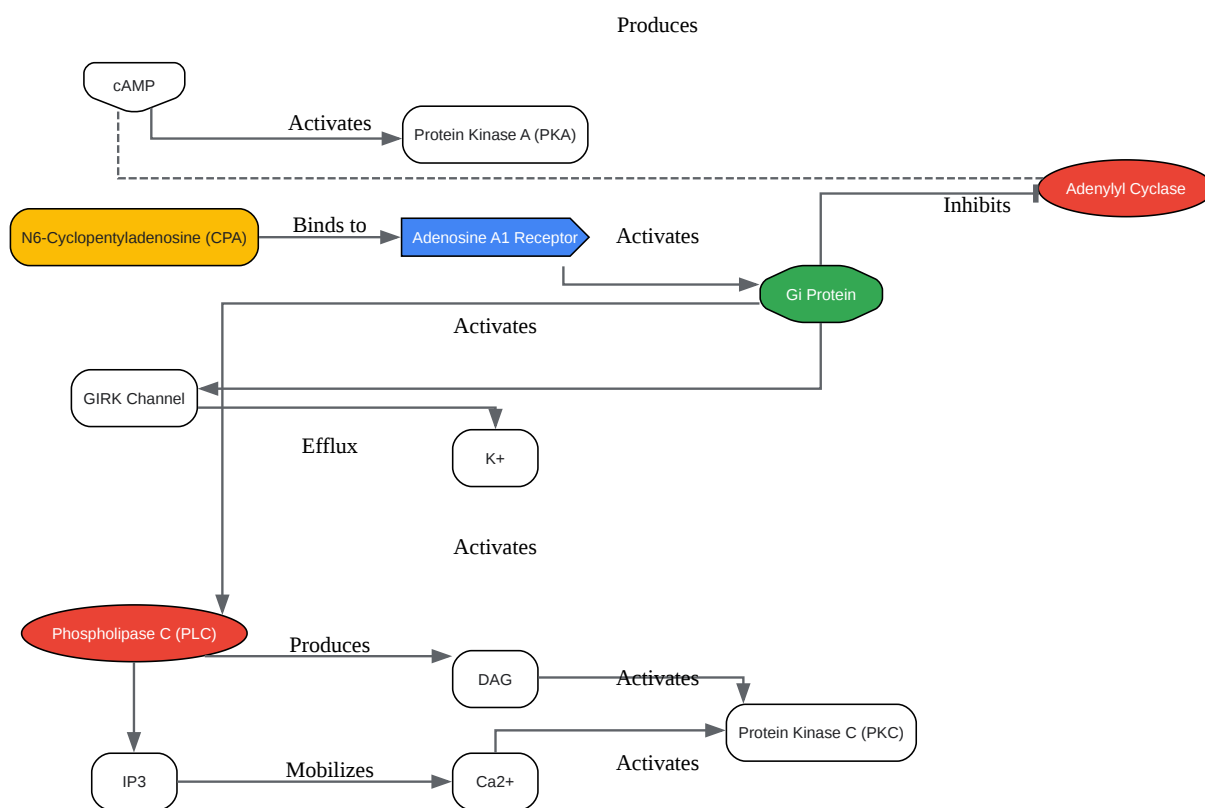 Produces
cAMP
Activates
Protein Kinase A (PKA)
Adenylyl Cyclase
Inhibits
N6-Cyclopentyladenosine (CPA)
Binds to
Adenosine A1 Receptor
Activates
Gi Protein
Activates
GIRK Channel
Efflux
K+
Activates
Phospholipase C (PLC)
Produces
DAG
Activates
Protein Kinase C (PKC)
Activates
IP3
Mobilizes
Ca2+